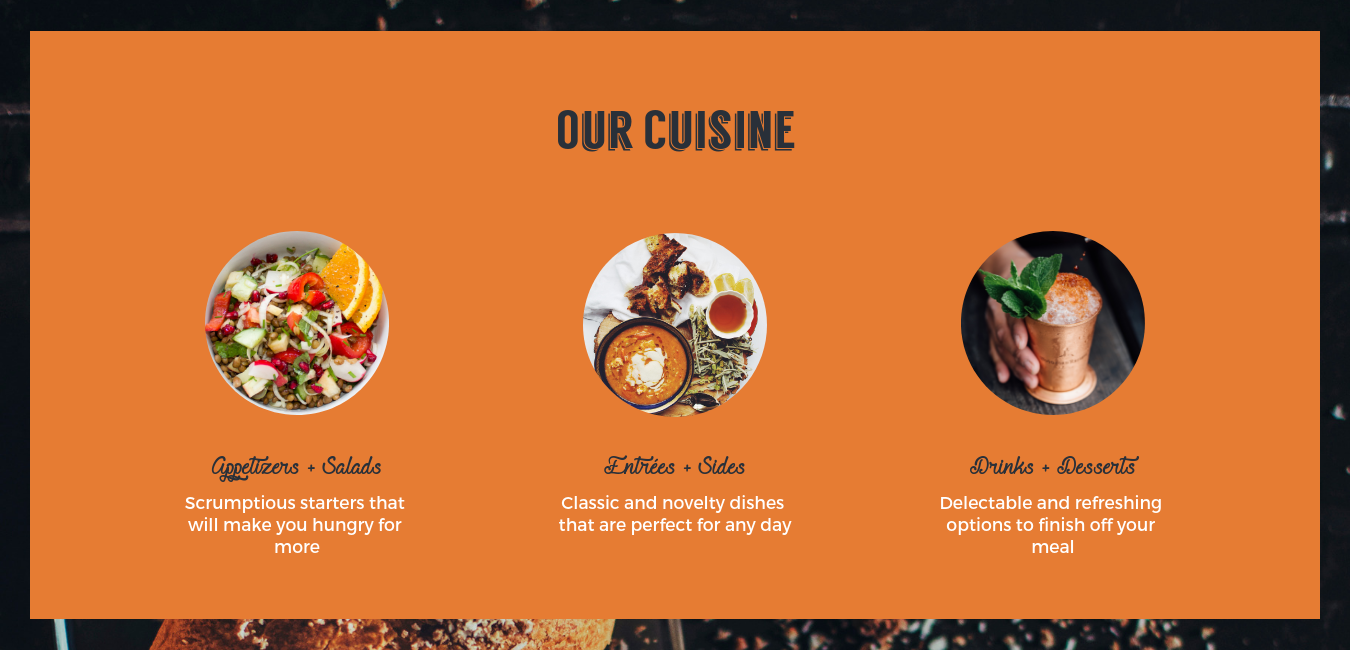 OUR CUISINE
Appetizers + Salads
Scrumptious starters that
will make you hungry for
more
Entrées + Sides
Classic and novelty dishes
that are perfect for any day
Drinks + Desserts
Delectable and refreshing
options to finish off your
meal